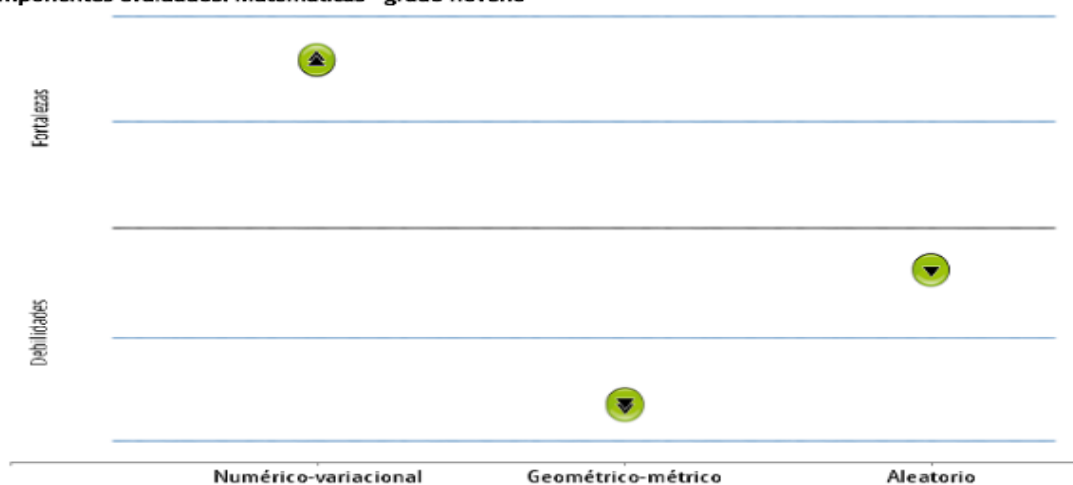 mponentes evaluados. Matemáticas - grado noveno
Fortalezas
Debilidades
Numérico-variacional
Geométrico-métrico
Aleatorio